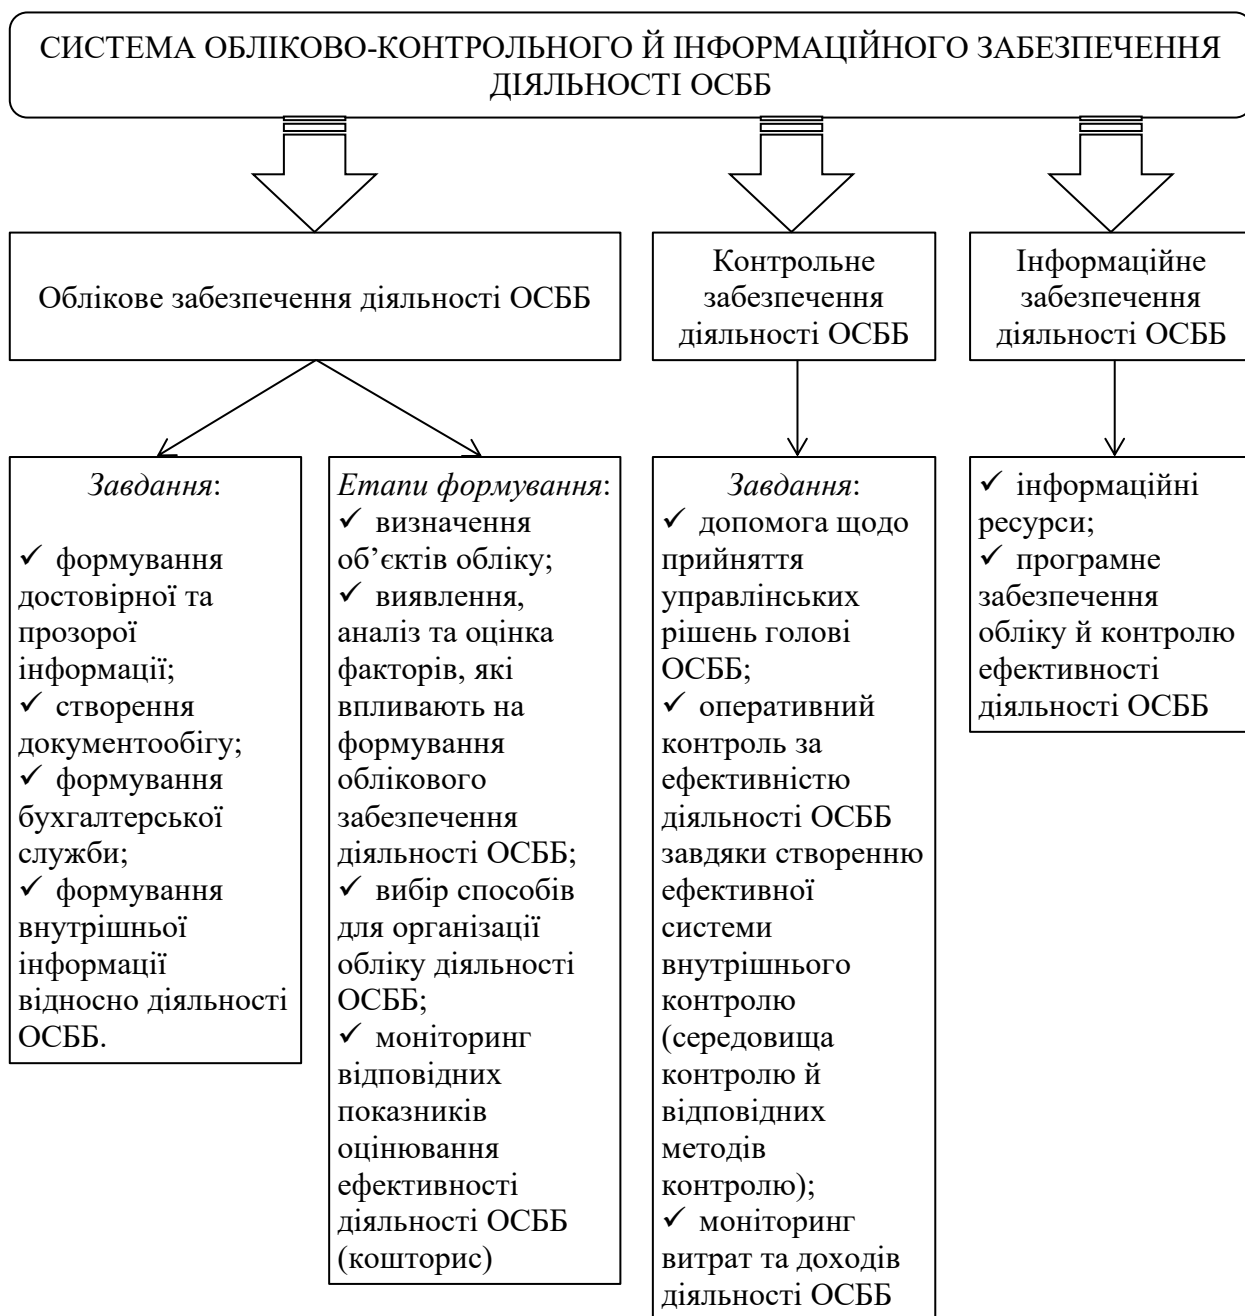 СИСТЕМА ОБЛІКОВО-КОНТРОЛЬНОГО Й ІНФОРМАЦІЙНОГО ЗАБЕЗПЕЧЕННЯ
ДІЯЛЬНОСТІ ОСББ
Облікове забезпечення діяльності ОСББ
Контрольне
забезпечення
діяльності ОСББ
Інформаційне
забезпечення
діяльності ОСББ
Завдання:
✓ формування
достовірної та
прозорої
інформації;
✓ створення
документообігу;
✓ формування
бухгалтерської
служби;
✓ формування
внутрішньої
інформації
відносно діяльності
ОСББ.
Етапи формування:
✓ визначення
об’єктів обліку;
✓ виявлення,
аналіз та оцінка
факторів, які
впливають на
формування
облікового
забезпечення
діяльності ОСББ;
✓ вибір способів
для організації
обліку діяльності
ОСББ;
✓ моніторинг
відповідних
показників
оцінювання
ефективності
діяльності ОСББ
(кошторис)
Завдання:
✓ допомога щодо
прийняття
управлінських
рішень голові
ОСББ;
✓ оперативний
контроль за
ефективністю
діяльності ОСББ
завдяки створенню
ефективної
системи
внутрішнього
контролю
(середовища
контролю й
відповідних
методів
контролю);
✓ моніторинг
витрат та доходів
діяльності ОСББ
✓ інформаційні
ресурси;
✓ програмне
забезпечення
обліку й контролю
ефективності
діяльності ОСББ